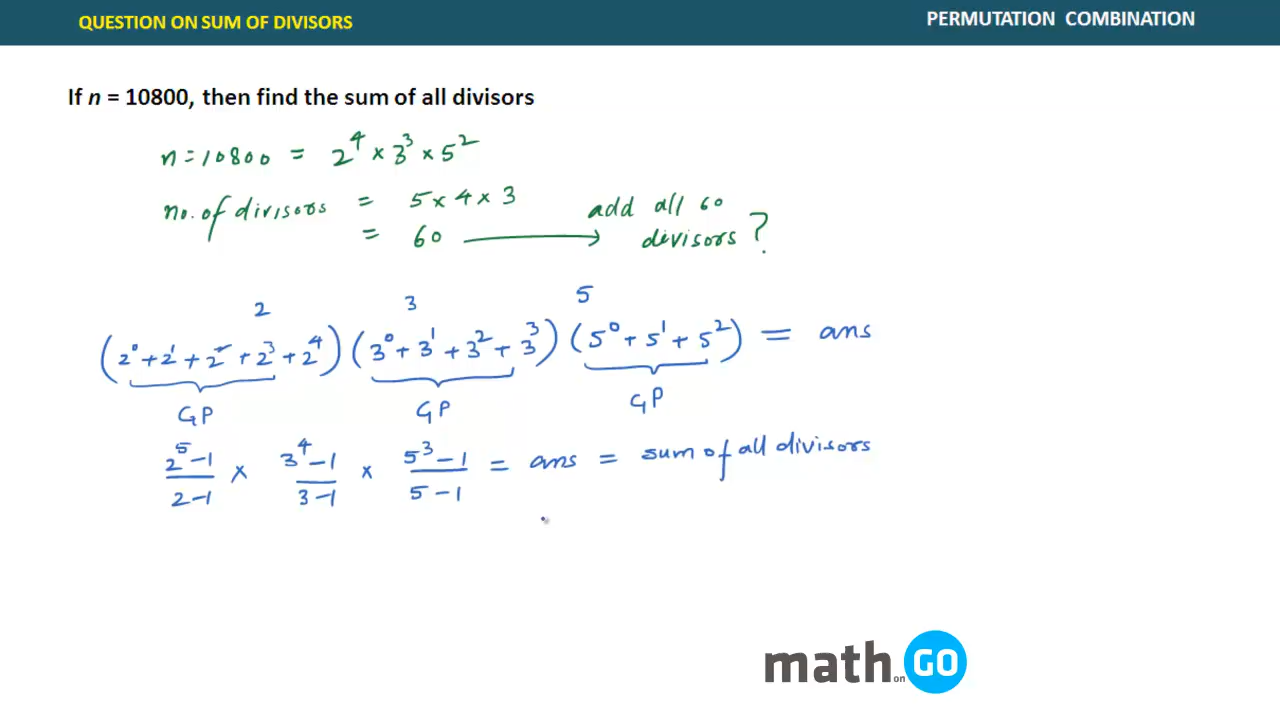 QUESTION ON SUM OF DIVISORS
PERMUTATION COMBINATION
If n = 10800, then find the sum of all divisors
n = 10800 = 2^4 × 3^3 × 5^2
no. of divisors = 5 × 4 × 3
= 60 → add all 60 divisors ?
2 3 5
(2^0 + 2^1 + 2^2 + 2^3 + 2^4) (3^0 + 3^1 + 3^2 + 3^3) (5^0 + 5^1 + 5^2) = ans
GP GP GP
2^5 - 1 / 2 - 1 × 3^4 - 1 / 3 - 1 × 5^3 - 1 / 5 - 1 = ans = sum of all divisors
math on GO